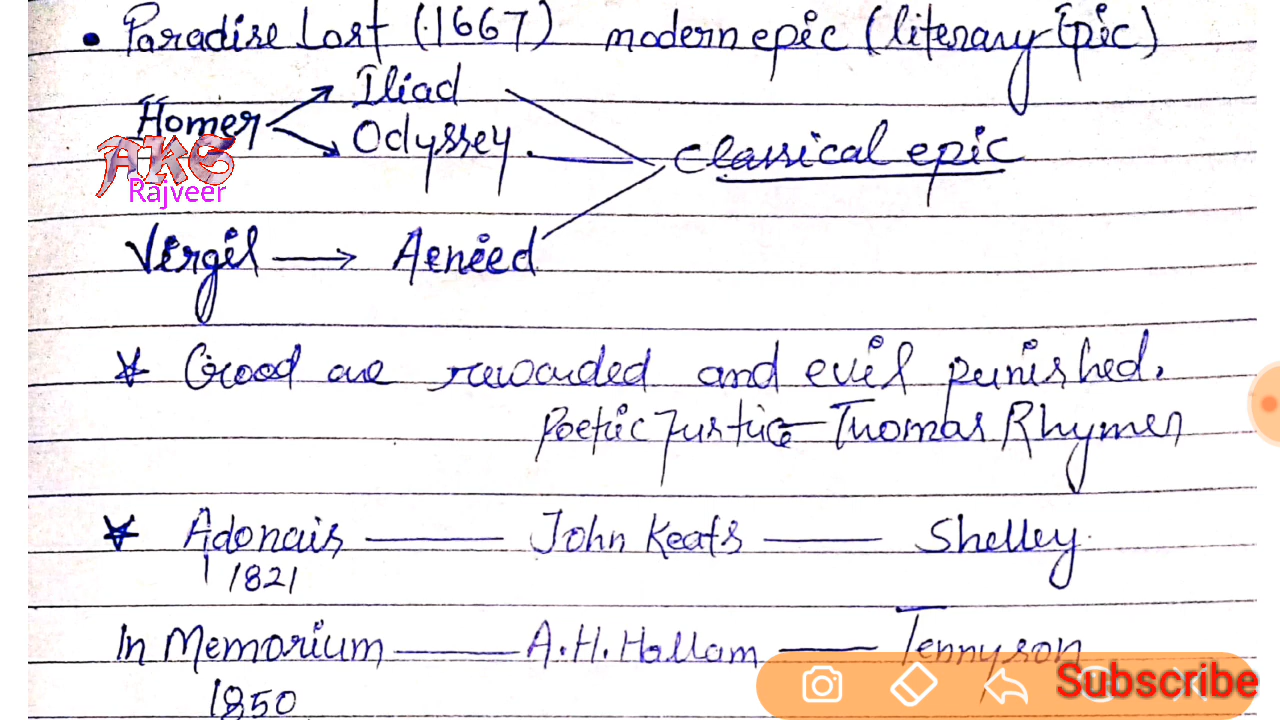 • Paradise Lost (.1667) modern epic (literary Epic)
Iliad
Homer
Odyssey
classical epic
AKG
Rajveer
Virgil → Aeneid
* Good are rewarded and evil punished.
Poetic Justice - Thomas Rhymer
* Adonais — John Keats — Shelley
1821
In Memorium — A.H. Hallam — Tennyson
1850
Subscribe